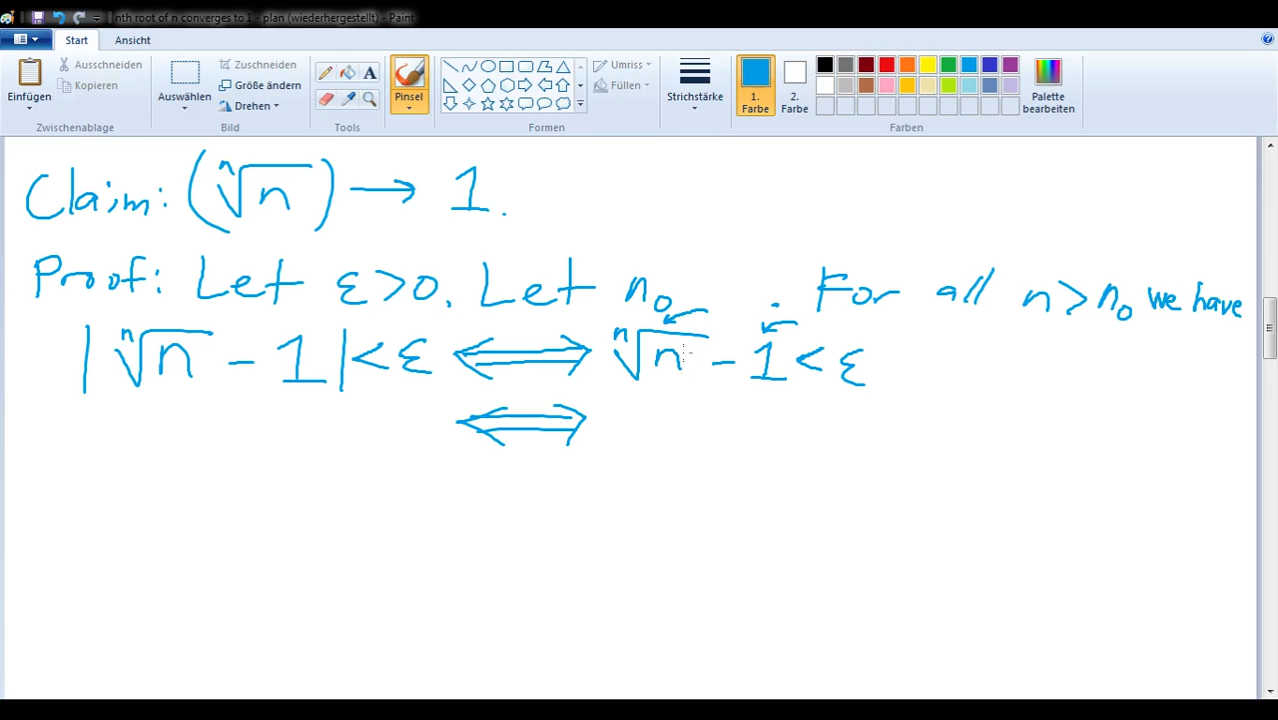 nth root of n converges to 1 - plan (wiederhergestellt) - Paint
Start Ansicht
Einfügen
Ausschneiden
Kopieren
Zwischenablage
Auswählen
Zuschneiden
Größe ändern
Drehen
Bild
A
Tools
Pinsel
Umriss
Füllen
Formen
Strichstärke
1. Farbe
2. Farbe
Palette bearbeiten
Farben
Claim: (ⁿ√n) → 1.
Proof: Let ε>0. Let n₀ . For all n>n₀ we have
|ⁿ√n - 1|<ε ⟺ ⁿ√n - 1<ε
⟺